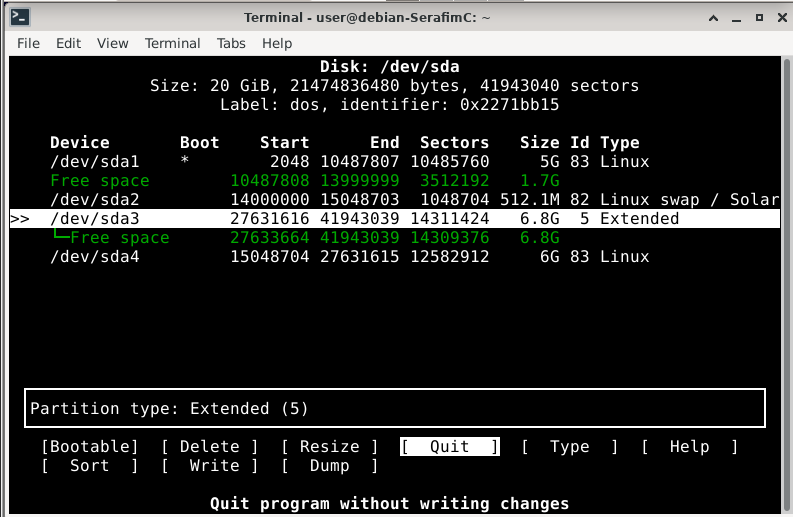 Terminal - user@debian-SerafimC: ~
File Edit View Terminal Tabs Help
Disk: /dev/sda
Size: 20 GiB, 21474836480 bytes, 41943040 sectors
Label: dos, identifier: 0x2271bb15
Device Boot Start End Sectors Size Id Type
/dev/sda1 * 2048 10487807 10485760 5G 83 Linux
Free space 10487808 13999999 3512192 1.7G
/dev/sda2 14000000 15048703 1048704 512.1M 82 Linux swap / Solar
>> /dev/sda3 27631616 41943039 14311424 6.8G 5 Extended
└─Free space 27633664 41943039 14309376 6.8G
/dev/sda4 15048704 27631615 12582912 6G 83 Linux
Partition type: Extended (5)
[Bootable] [ Delete ] [ Resize ] [ Quit ] [ Type ] [ Help ]
[ Sort ] [ Write ] [ Dump ]
Quit program without writing changes